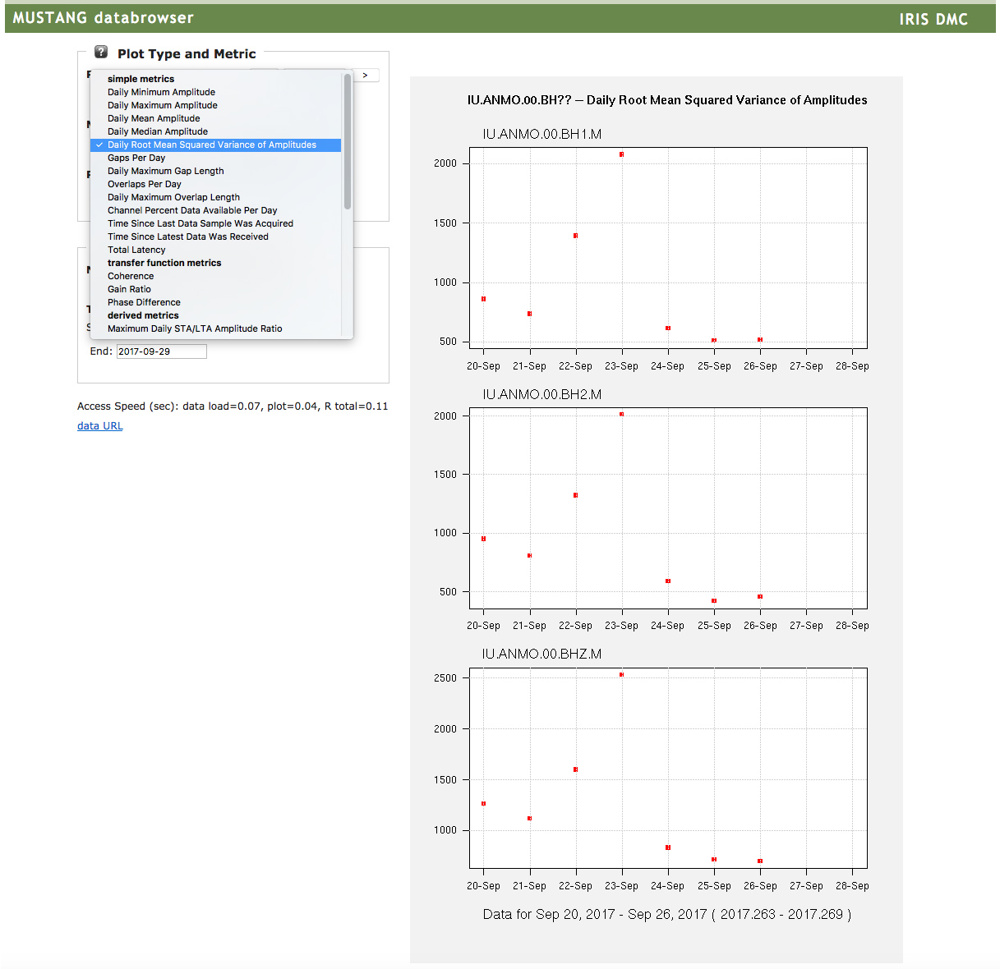 MUSTANG databrowser
IRIS DMC
? Plot Type and Metric
>
simple metrics
Daily Minimum Amplitude
Daily Maximum Amplitude
Daily Mean Amplitude
Daily Median Amplitude
✓ Daily Root Mean Squared Variance of Amplitudes
Gaps Per Day
Daily Maximum Gap Length
Overlaps Per Day
Daily Maximum Overlap Length
Channel Percent Data Available Per Day
Time Since Last Data Sample Was Acquired
Time Since Latest Data Was Received
Total Latency
transfer function metrics
Coherence
Gain Ratio
Phase Difference
derived metrics
Maximum Daily STA/LTA Amplitude Ratio
End: 2017-09-29
Access Speed (sec): data load=0.07, plot=0.04, R total=0.11
data URL
IU.ANMO.00.BH?? -- Daily Root Mean Squared Variance of Amplitudes
IU.ANMO.00.BH1.M
2000
1500
1000
500
20-Sep 21-Sep 22-Sep 23-Sep 24-Sep 25-Sep 26-Sep 27-Sep 28-Sep
IU.ANMO.00.BH2.M
2000
1500
1000
500
20-Sep 21-Sep 22-Sep 23-Sep 24-Sep 25-Sep 26-Sep 27-Sep 28-Sep
IU.ANMO.00.BHZ.M
2500
2000
1500
1000
20-Sep 21-Sep 22-Sep 23-Sep 24-Sep 25-Sep 26-Sep 27-Sep 28-Sep
Data for Sep 20, 2017 - Sep 26, 2017 ( 2017.263 - 2017.269 )